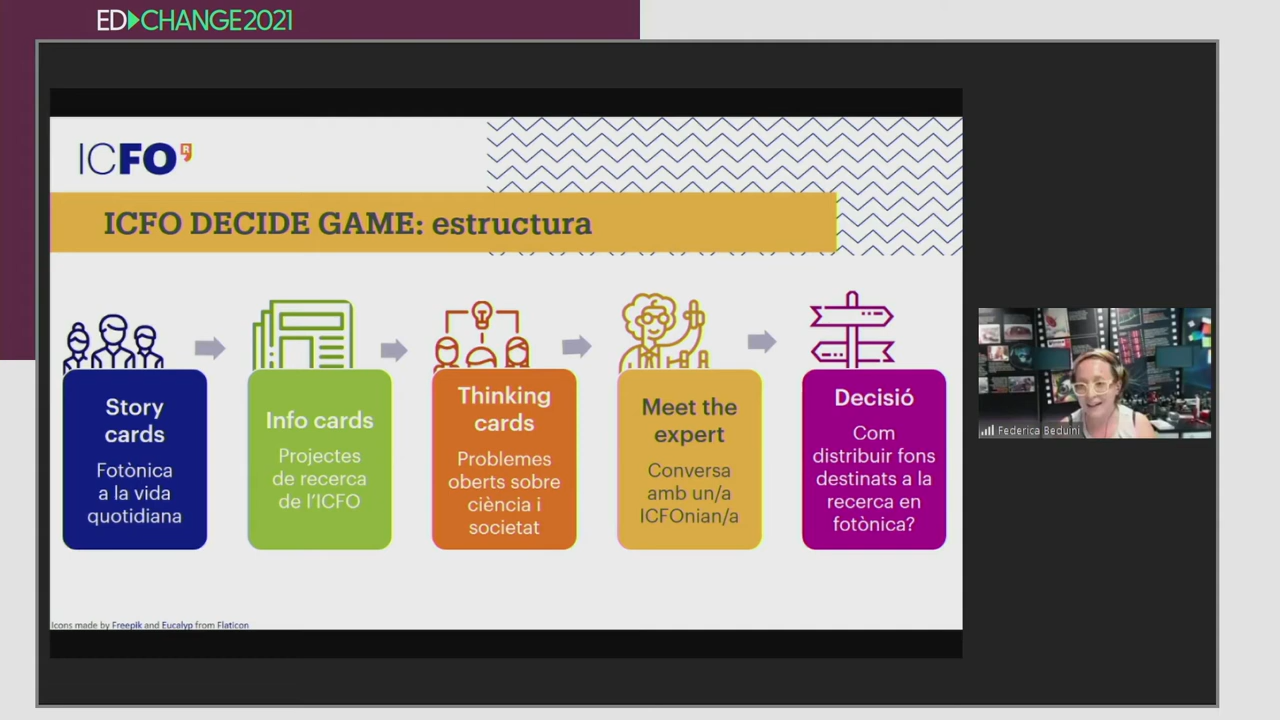 ED▶CHANGE2021
ICFO R
ICFO DECIDE GAME: estructura
Story
cards
Fotònica
a la vida
quotidiana
Info cards
Projectes
de recerca
de l'ICFO
Thinking
cards
Problemes
oberts sobre
ciència i
societat
Meet the
expert
Conversa
amb un/a
ICFOnian/a
Decisió
Com
distribuir fons
destinats a la
recerca en
fotònica?
Icons made by Freepik and Eucalyp from Flaticon
Federica Beduini